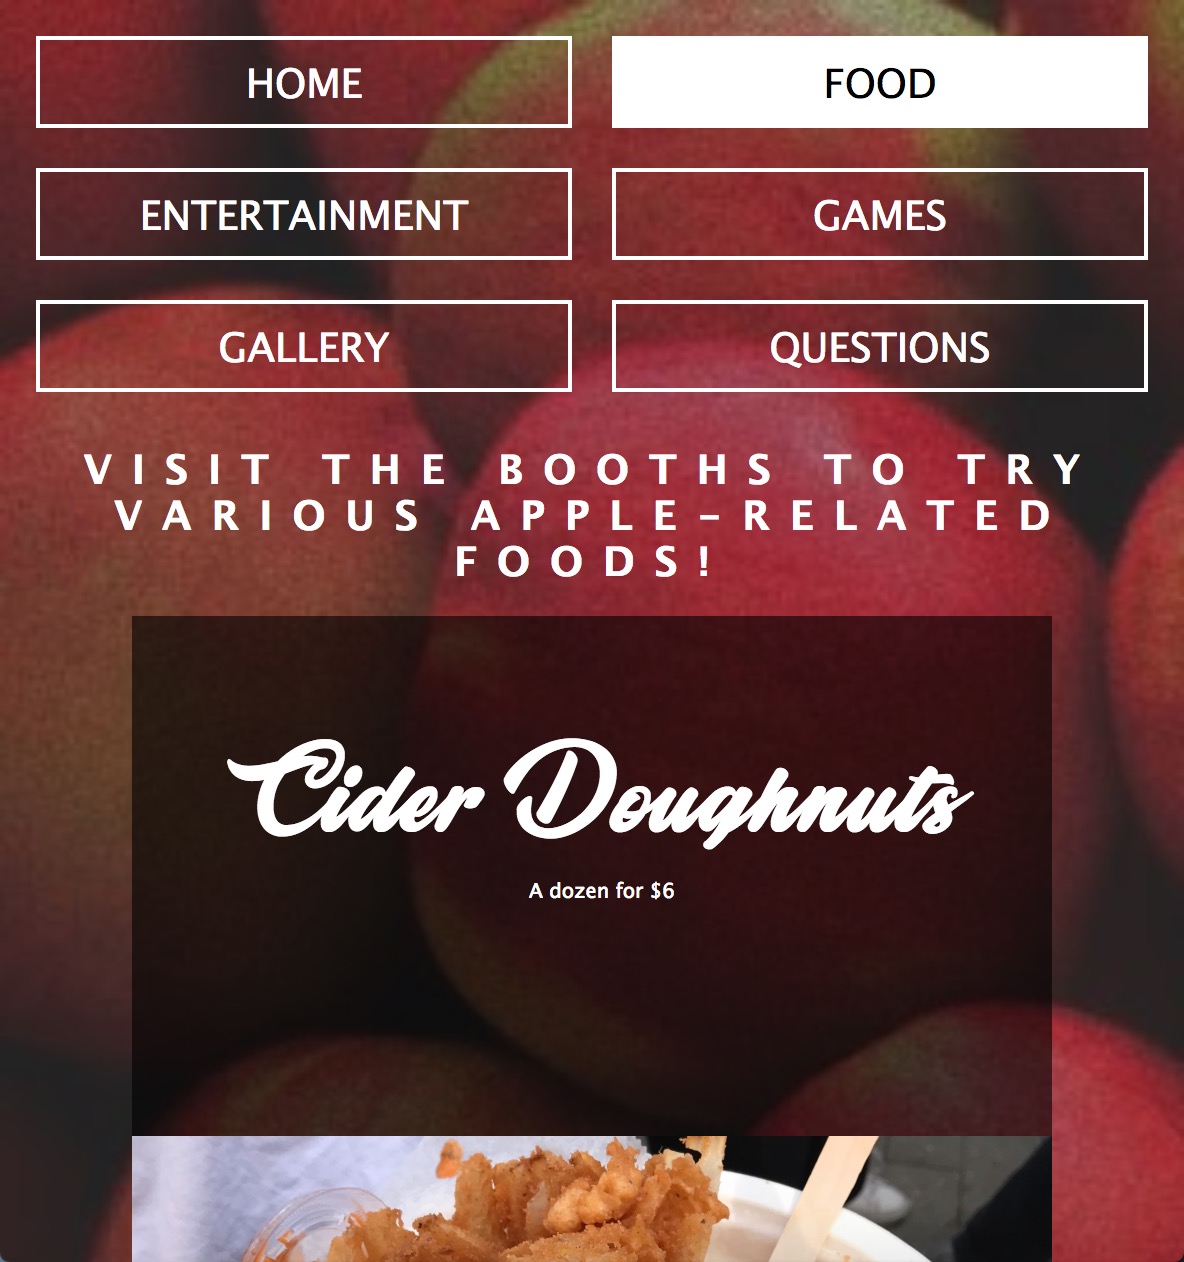 HOME
FOOD
ENTERTAINMENT
GAMES
GALLERY
QUESTIONS
VISIT THE BOOTHS TO TRY
VARIOUS APPLE-RELATED
FOODS!
Cider Doughnuts
A dozen for $6